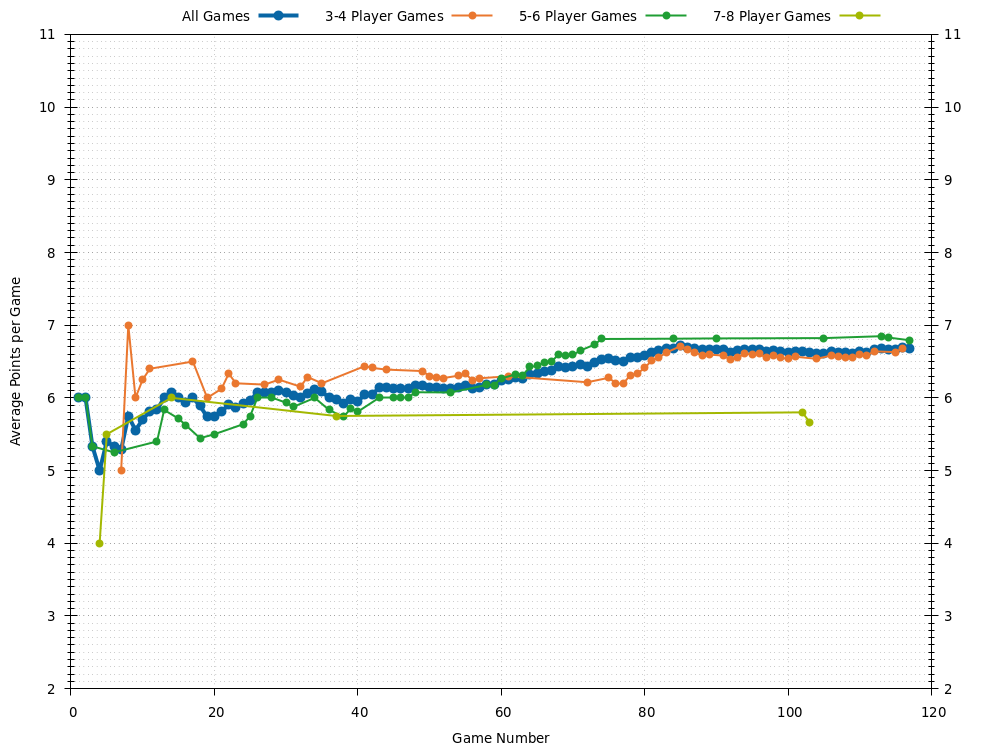 All Games 3-4 Player Games 5-6 Player Games 7-8 Player Games
11 11
10 10
9 9
8 8
7 7
6 6
5 5
4 4
3 3
2 2
Average Points per Game
0 20 40 60 80 100 120
Game Number